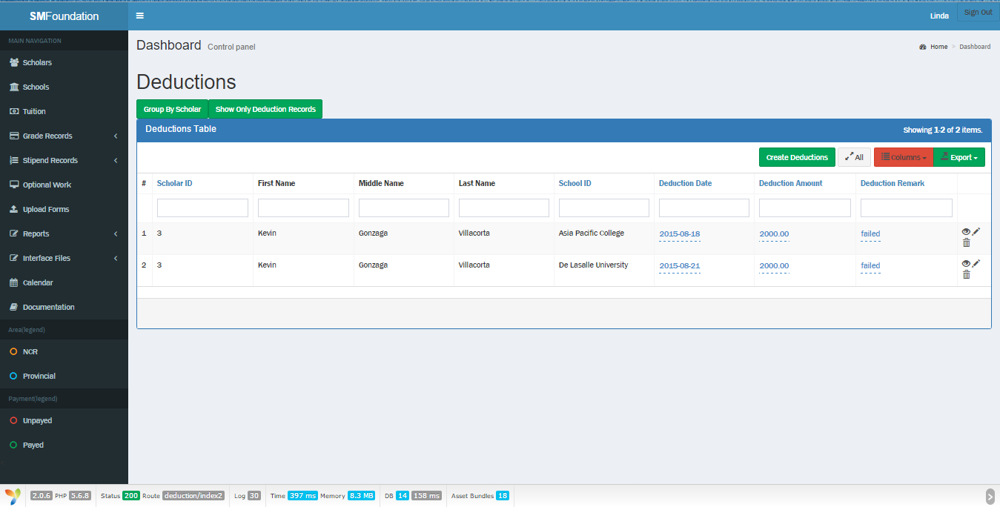 SMFoundation
Linda
Sign Out
MAIN NAVIGATION
Scholars
Schools
Tuition
Grade Records
Stipend Records
Optional Work
Upload Forms
Reports
Interface Files
Calendar
Documentation
Area(legend)
NCR
Provincial
Payment(legend)
Unpayed
Payed
Dashboard Control panel
Home > Dashboard
Deductions
Group By Scholar Show Only Deduction Records
Deductions Table Showing 1-2 of 2 items.
Create Deductions All Columns Export
# Scholar ID First Name Middle Name Last Name School ID Deduction Date Deduction Amount Deduction Remark
1 3 Kevin Gonzaga Villacorta Asia Pacific College 2015-08-18 2000.00 failed
2 3 Kevin Gonzaga Villacorta De Lasalle University 2015-08-21 2000.00 failed
2.0.6 PHP 5.6.8 Status 200 Route deduction/index2 Log 30 Time 397 ms Memory 8.3 MB DB 14 158 ms Asset Bundles 18